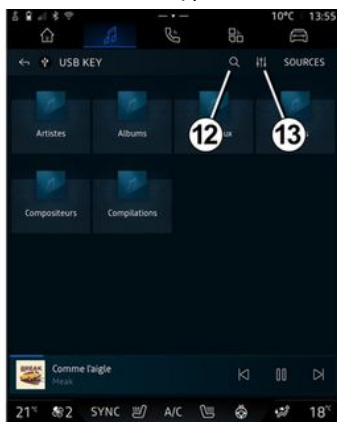 10°C 13:55
USB KEY SOURCES
12 13
Artistes Albums ux s
Compositeurs Compilations
BREAK
Comme l'aigle
Meak
21°C 2 SYNC A/C 18°C